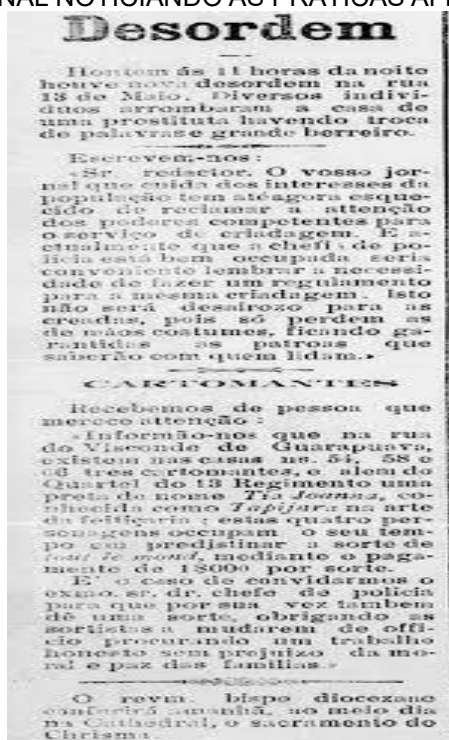 NAL NOTICIANDO AS PRÁTICAS
Desordem
Hontem ás 11 horas da noite
houve nova desordem na rua
13 de Maio. Diversos indivi-
duos arrombaram a casa de
uma prostituta havendo troca
de palavras e grande berreiro.
Escrevem-nos:
«Sr. redactor. O vosso jor-
nal que cuida dos interesses da
população tem atéagora esque-
cido de reclamar a attenção
dos poderes competentes para
o serviço de criadagem. E a-
ctualmente que a chefia de po-
licia está bem occupada seria
conveniente lembrar a necessi-
dade de fazer um regulamento
para a mesma criadagem. Isto
não será desairozo para as
creadas, pois só perdem as
de máos costumes, ficando ga-
rantidas as patroas que
saberão com quem lidam.»
CARTOMANTES
Recebemos de pessoa que
merece attenção:
«Informão-nos que na rua
do Visconde de Guarapuava,
existem nas casas ns. 54, 58 e
66 tres cartomantes, e alem do
Quartel do 13 Regimento uma
preta de nome Tia Joanna, co-
nhecida como Tapijara na arte
da feitiçaria; estas quatro per-
sonagens occupam o seu tem-
po em predistinar a sorte de
tout le mond, mediante o paga-
mento de 1$000 por sorte.
E' o caso de convidarmos o
exmo. sr. dr. chefe de policia
para que por sua vez tambem
dê uma sorte, obrigando as
sortistas a mudarem de offi-
cio procurando um trabalho
honesto sem prejuizo da mo-
ral e paz das familias.»
O revm. bispo diocezano
conferirá amanhã, ao meio dia
na Cathedral, o sacramento do
Chrisma.